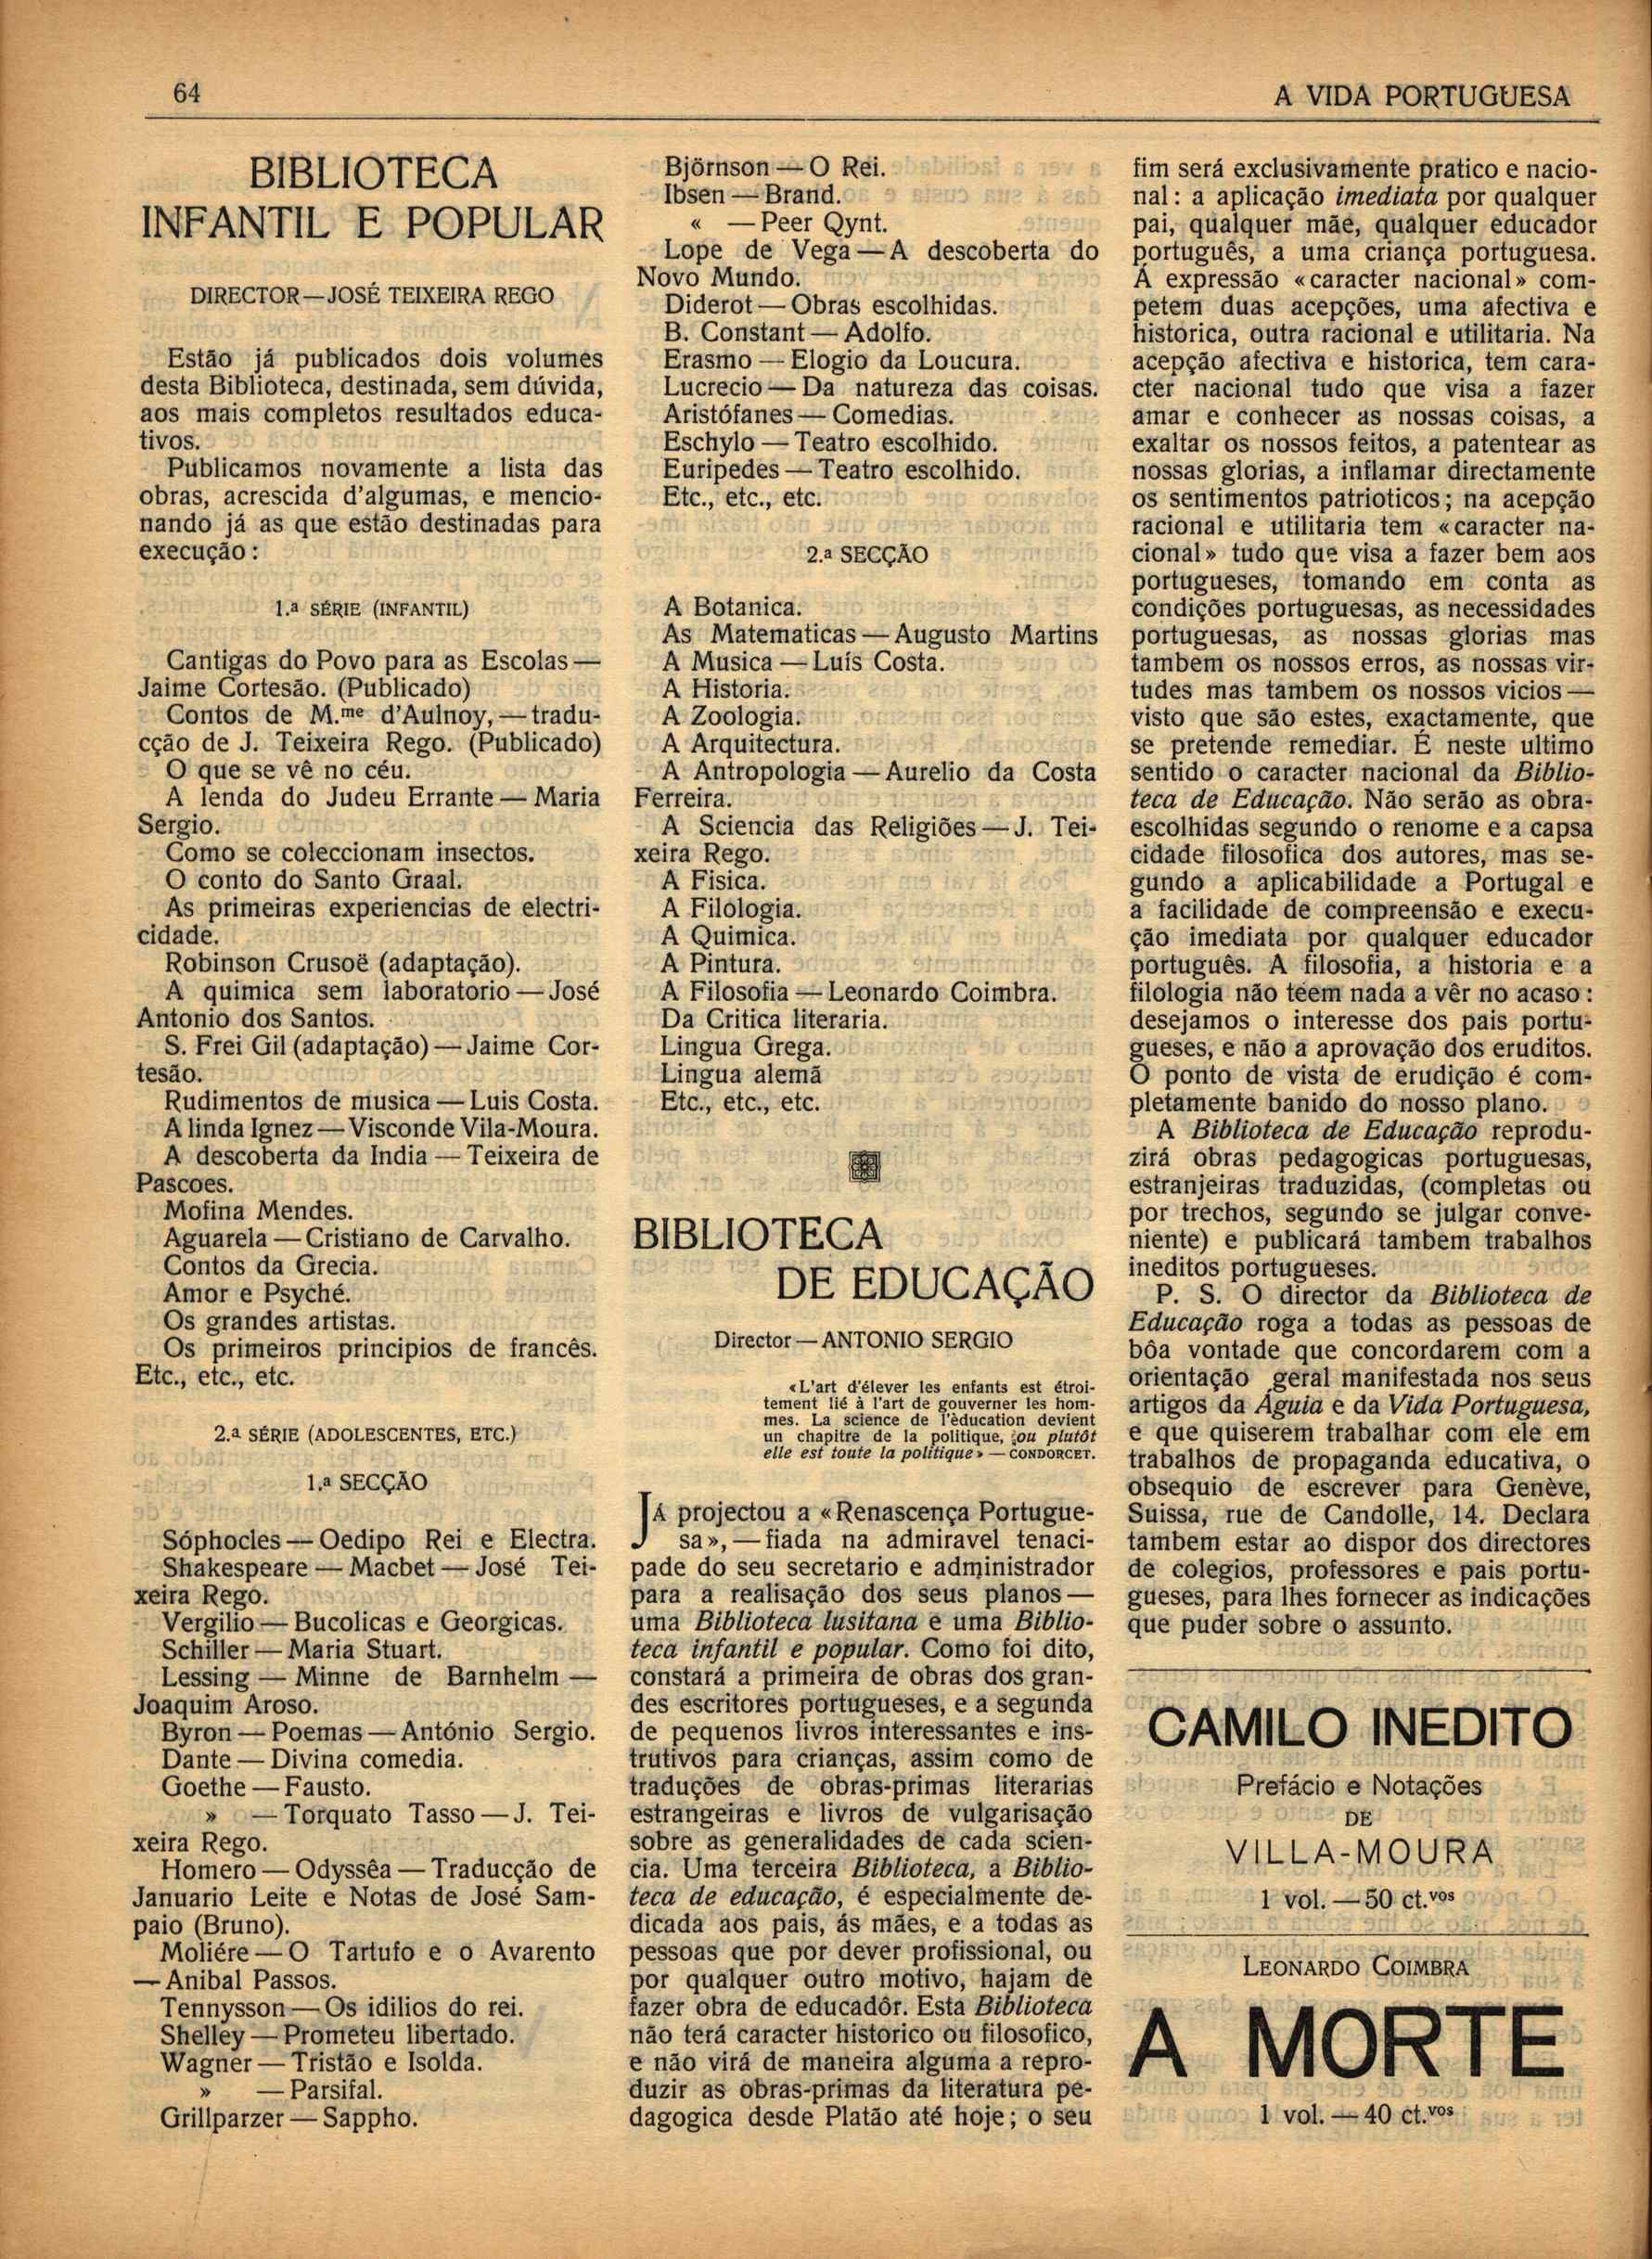 64
A VIDA PORTUGUESA
BIBLIOTECA
INFANTIL E POPULAR
DIRECTOR—JOSÉ TEIXEIRA REGO
Estão já publicados dois volumes
desta Biblioteca, destinada, sem dúvida,
aos mais completos resultados educa-
tivos.
Publicamos novamente a lista das
obras, acrescida d'algumas, e mencio-
nando já as que estão destinadas para
execução:
1.ª SÉRIE (INFANTIL)
Cantigas do Povo para as Escolas—
Jaime Cortesão. (Publicado)
Contos de M.me d'Aulnoy,—tradu-
cção de J. Teixeira Rego. (Publicado)
O que se vê no céu.
A lenda do Judeu Errante—Maria
Sergio.
Como se coleccionam insectos.
O conto do Santo Graal.
As primeiras experiencias de electri-
cidade.
Robinson Crusoë (adaptação).
A quimica sem laboratorio—José
Antonio dos Santos.
S. Frei Gil (adaptação)—Jaime Cor-
tesão.
Rudimentos de musica—Luis Costa.
A linda Ignez—Visconde Vila-Moura.
A descoberta da India—Teixeira de
Pascoes.
Mofina Mendes.
Aguarela—Cristiano de Carvalho.
Contos da Grecia.
Amor e Psyché.
Os grandes artistas.
Os primeiros principios de francês.
Etc., etc., etc.
2.ª SÉRIE (ADOLESCENTES, ETC.)
1.ª SECÇÃO
Sóphocles—Oedipo Rei e Electra.
Shakespeare—Macbet—José Tei-
xeira Rego.
Vergilio—Bucolicas e Georgicas.
Schiller—Maria Stuart.
Lessing—Minne de Barnhelm—
Joaquim Aroso.
Byron—Poemas—António Sergio.
Dante—Divina comedia.
Goethe—Fausto.
» —Torquato Tasso—J. Tei-
xeira Rego.
Homero—Odyssêa—Traducção de
Januario Leite e Notas de José Sam-
paio (Bruno).
Moliére—O Tartufo e o Avarento
—Anibal Passos.
Tennysson—Os idilios do rei.
Shelley—Prometeu libertado.
Wagner—Tristão e Isolda.
» —Parsifal.
Grillparzer—Sappho.
Björnson—O Rei.
Ibsen—Brand.
« —Peer Qynt.
Lope de Vega—A descoberta do
Novo Mundo.
Diderot—Obras escolhidas.
B. Constant—Adolfo.
Erasmo—Elogio da Loucura.
Lucrecio—Da natureza das coisas.
Aristófanes—Comedias.
Eschylo—Teatro escolhido.
Euripedes—Teatro escolhido.
Etc., etc., etc.
2.ª SECÇÃO
A Botanica.
As Matematicas—Augusto Martins
A Musica—Luís Costa.
A Historia.
A Zoologia.
A Arquitectura.
A Antropologia—Aurelio da Costa
Ferreira.
A Sciencia das Religiões—J. Tei-
xeira Rego.
A Fisica.
A Filologia.
A Quimica.
A Pintura.
A Filosofia—Leonardo Coimbra.
Da Critica literaria.
Lingua Grega.
Lingua alemã
Etc., etc., etc.
BIBLIOTECA
DE EDUCAÇÃO
Director—ANTONIO SERGIO
«L'art d'élever les enfants est étroi-
tement lié à l'art de gouverner les hom-
mes. La science de l'èducation devient
un chapitre de la politique, ou plutôt
elle est toute la politique»—CONDORCET.
JÁ projectou a «Renascença Portugue-
sa»,—fiada na admiravel tenaci-
pade do seu secretario e administrador
para a realisação dos seus planos—
uma Biblioteca lusitana e uma Biblio-
teca infantil e popular. Como foi dito,
constará a primeira de obras dos gran-
des escritores portugueses, e a segunda
de pequenos livros interessantes e ins-
trutivos para crianças, assim como de
traduções de obras-primas literarias
estrangeiras e livros de vulgarisação
sobre as generalidades de cada scien-
cia. Uma terceira Biblioteca, a Biblio-
teca de educação, é especialmente de-
dicada aos pais, ás mães, e a todas as
pessoas que por dever profissional, ou
por qualquer outro motivo, hajam de
fazer obra de educadôr. Esta Biblioteca
não terá caracter historico ou filosofico,
e não virá de maneira alguma a repro-
duzir as obras-primas da literatura pe-
dagogica desde Platão até hoje; o seu
fim será exclusivamente pratico e nacio-
nal: a aplicação imediata por qualquer
pai, qualquer mãe, qualquer educador
português, a uma criança portuguesa.
Á expressão «caracter nacional» com-
petem duas acepções, uma afectiva e
historica, outra racional e utilitaria. Na
acepção afectiva e historica, tem cara-
cter nacional tudo que visa a fazer
amar e conhecer as nossas coisas, a
exaltar os nossos feitos, a patentear as
nossas glorias, a inflamar directamente
os sentimentos patrioticos; na acepção
racional e utilitaria tem «caracter na-
cional» tudo que visa a fazer bem aos
portugueses, tomando em conta as
condições portuguesas, as necessidades
portuguesas, as nossas glorias mas
tambem os nossos erros, as nossas vir-
tudes mas tambem os nossos vicios—
visto que são estes, exactamente, que
se pretende remediar. É neste ultimo
sentido o caracter nacional da Biblio-
teca de Educação. Não serão as obra-
escolhidas segundo o renome e a capsa
cidade filosofica dos autores, mas se-
gundo a aplicabilidade a Portugal e
a facilidade de compreensão e execu-
ção imediata por qualquer educador
português. A filosofia, a historia e a
filologia não téem nada a vêr no acaso:
desejamos o interesse dos pais portu-
gueses, e não a aprovação dos eruditos.
O ponto de vista de erudição é com-
pletamente banido do nosso plano.
A Biblioteca de Educação reprodu-
zirá obras pedagogicas portuguesas,
estranjeiras traduzidas, (completas ou
por trechos, segundo se julgar conve-
niente) e publicará tambem trabalhos
ineditos portugueses.
P. S. O director da Biblioteca de
Educação roga a todas as pessoas de
bôa vontade que concordarem com a
orientação geral manifestada nos seus
artigos da Águia e da Vida Portuguesa,
e que quiserem trabalhar com ele em
trabalhos de propaganda educativa, o
obsequio de escrever para Genève,
Suissa, rue de Candolle, 14. Declara
tambem estar ao dispor dos directores
de colegios, professores e pais portu-
gueses, para lhes fornecer as indicações
que puder sobre o assunto.
CAMILO INEDITO
Prefácio e Notações
DE
VILLA-MOURA
1 vol.—50 ct.vos
LEONARDO COIMBRA
A MORTE
1 vol.—40 ct.vos